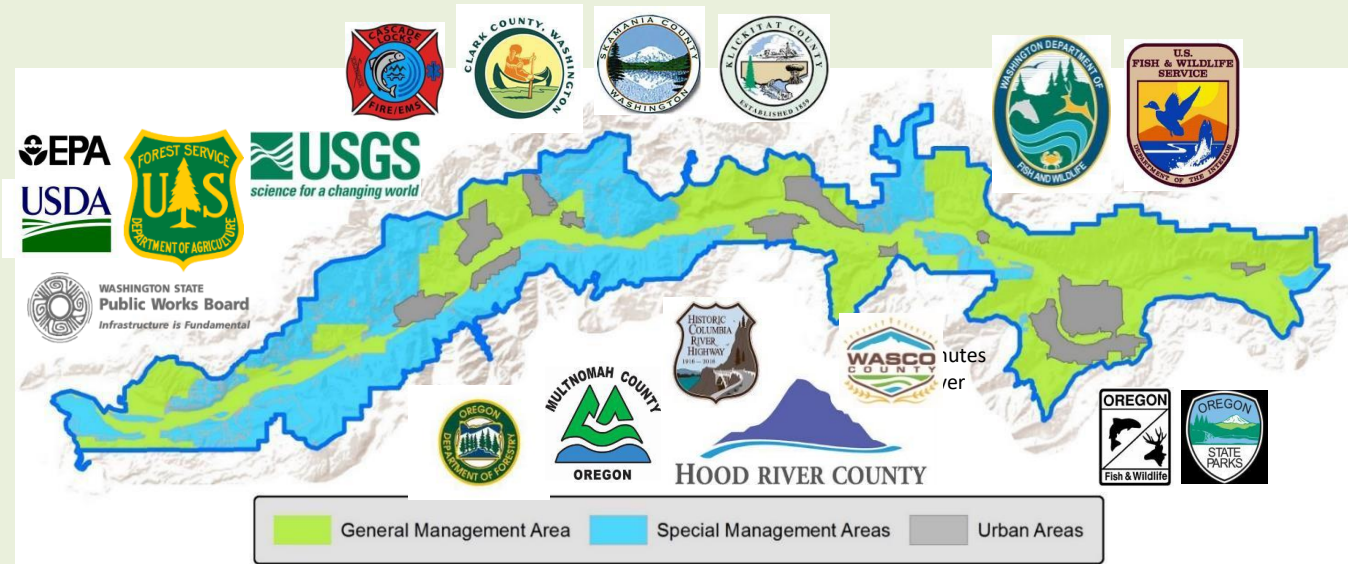 CASCADE LOCKS
FIRE/EMS
CLARK COUNTY, WASHINGTON
SKAMANIA COUNTY
WASHINGTON
KLICKITAT COUNTY
ESTABLISHED 1859
WASHINGTON DEPARTMENT OF
FISH AND WILDLIFE
U.S.
FISH & WILDLIFE
SERVICE
DEPARTMENT OF THE INTERIOR
EPA
FOREST SERVICE
US
DEPARTMENT OF AGRICULTURE
USGS
science for a changing world
USDA
WASHINGTON STATE
Public Works Board
Infrastructure is Fundamental
HISTORIC
COLUMBIA
RIVER
HIGHWAY
1916 - 2016
WASCO
COUNTY
nutes
ver
OREGON
DEPARTMENT OF FORESTRY
MULTNOMAH COUNTY
OREGON
HOOD RIVER COUNTY
OREGON
Fish & Wildlife
OREGON
STATE
PARKS
General Management Area
Special Management Areas
Urban Areas